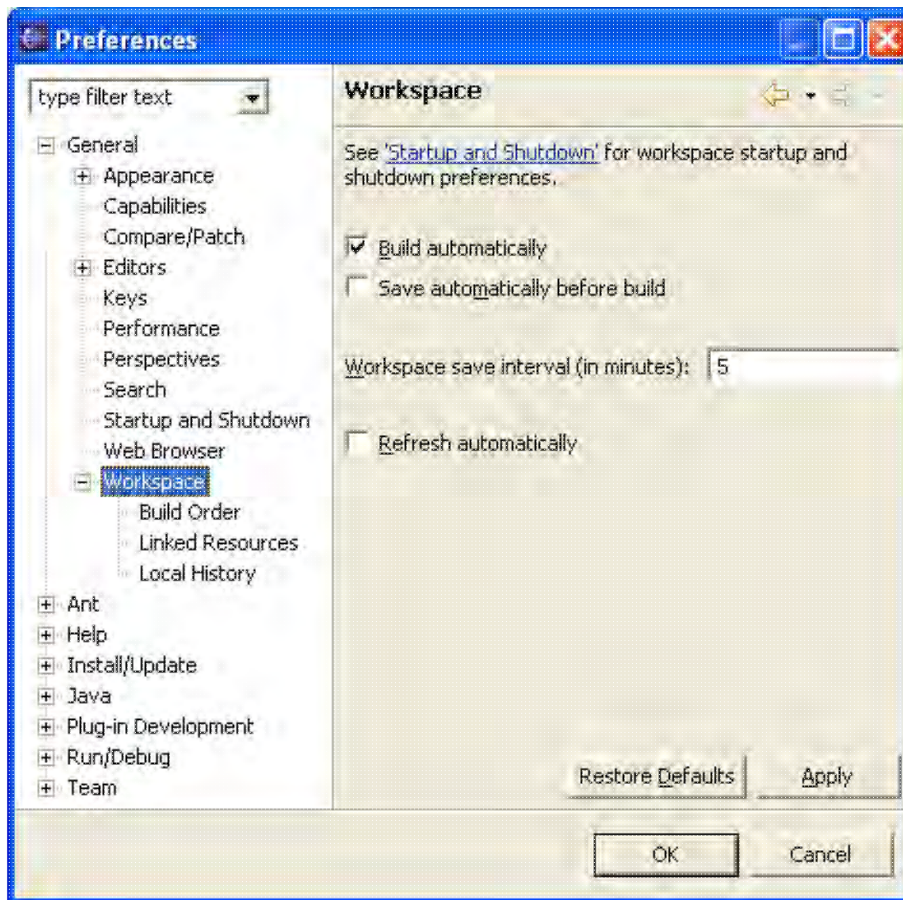 Preferences
type filter text
Workspace
General
Appearance
Capabilities
Compare/Patch
Editors
Keys
Performance
Perspectives
Search
Startup and Shutdown
Web Browser
Workspace
Build Order
Linked Resources
Local History
Ant
Help
Install/Update
Java
Plug-in Development
Run/Debug
Team
See 'Startup and Shutdown' for workspace startup and
shutdown preferences.
Build automatically
Save automatically before build
Workspace save interval (in minutes): 5
Refresh automatically
Restore Defaults Apply
OK Cancel